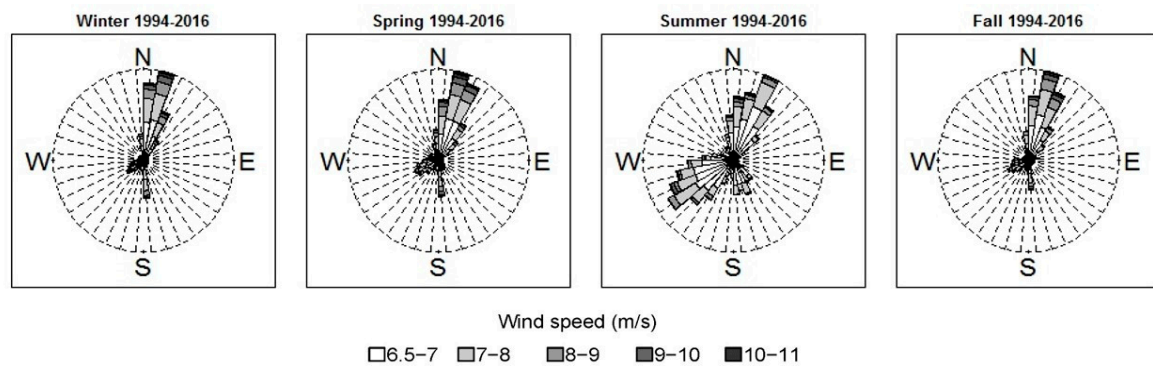 Winter 1994-2016
Spring 1994-2016
Summer 1994-2016
Fall 1994-2016
N
N
N
N
W
E
W
E
W
E
W
E
S
S
S
S
Wind speed (m/s)
6.5−7 7−8 8−9 9−10 10−11